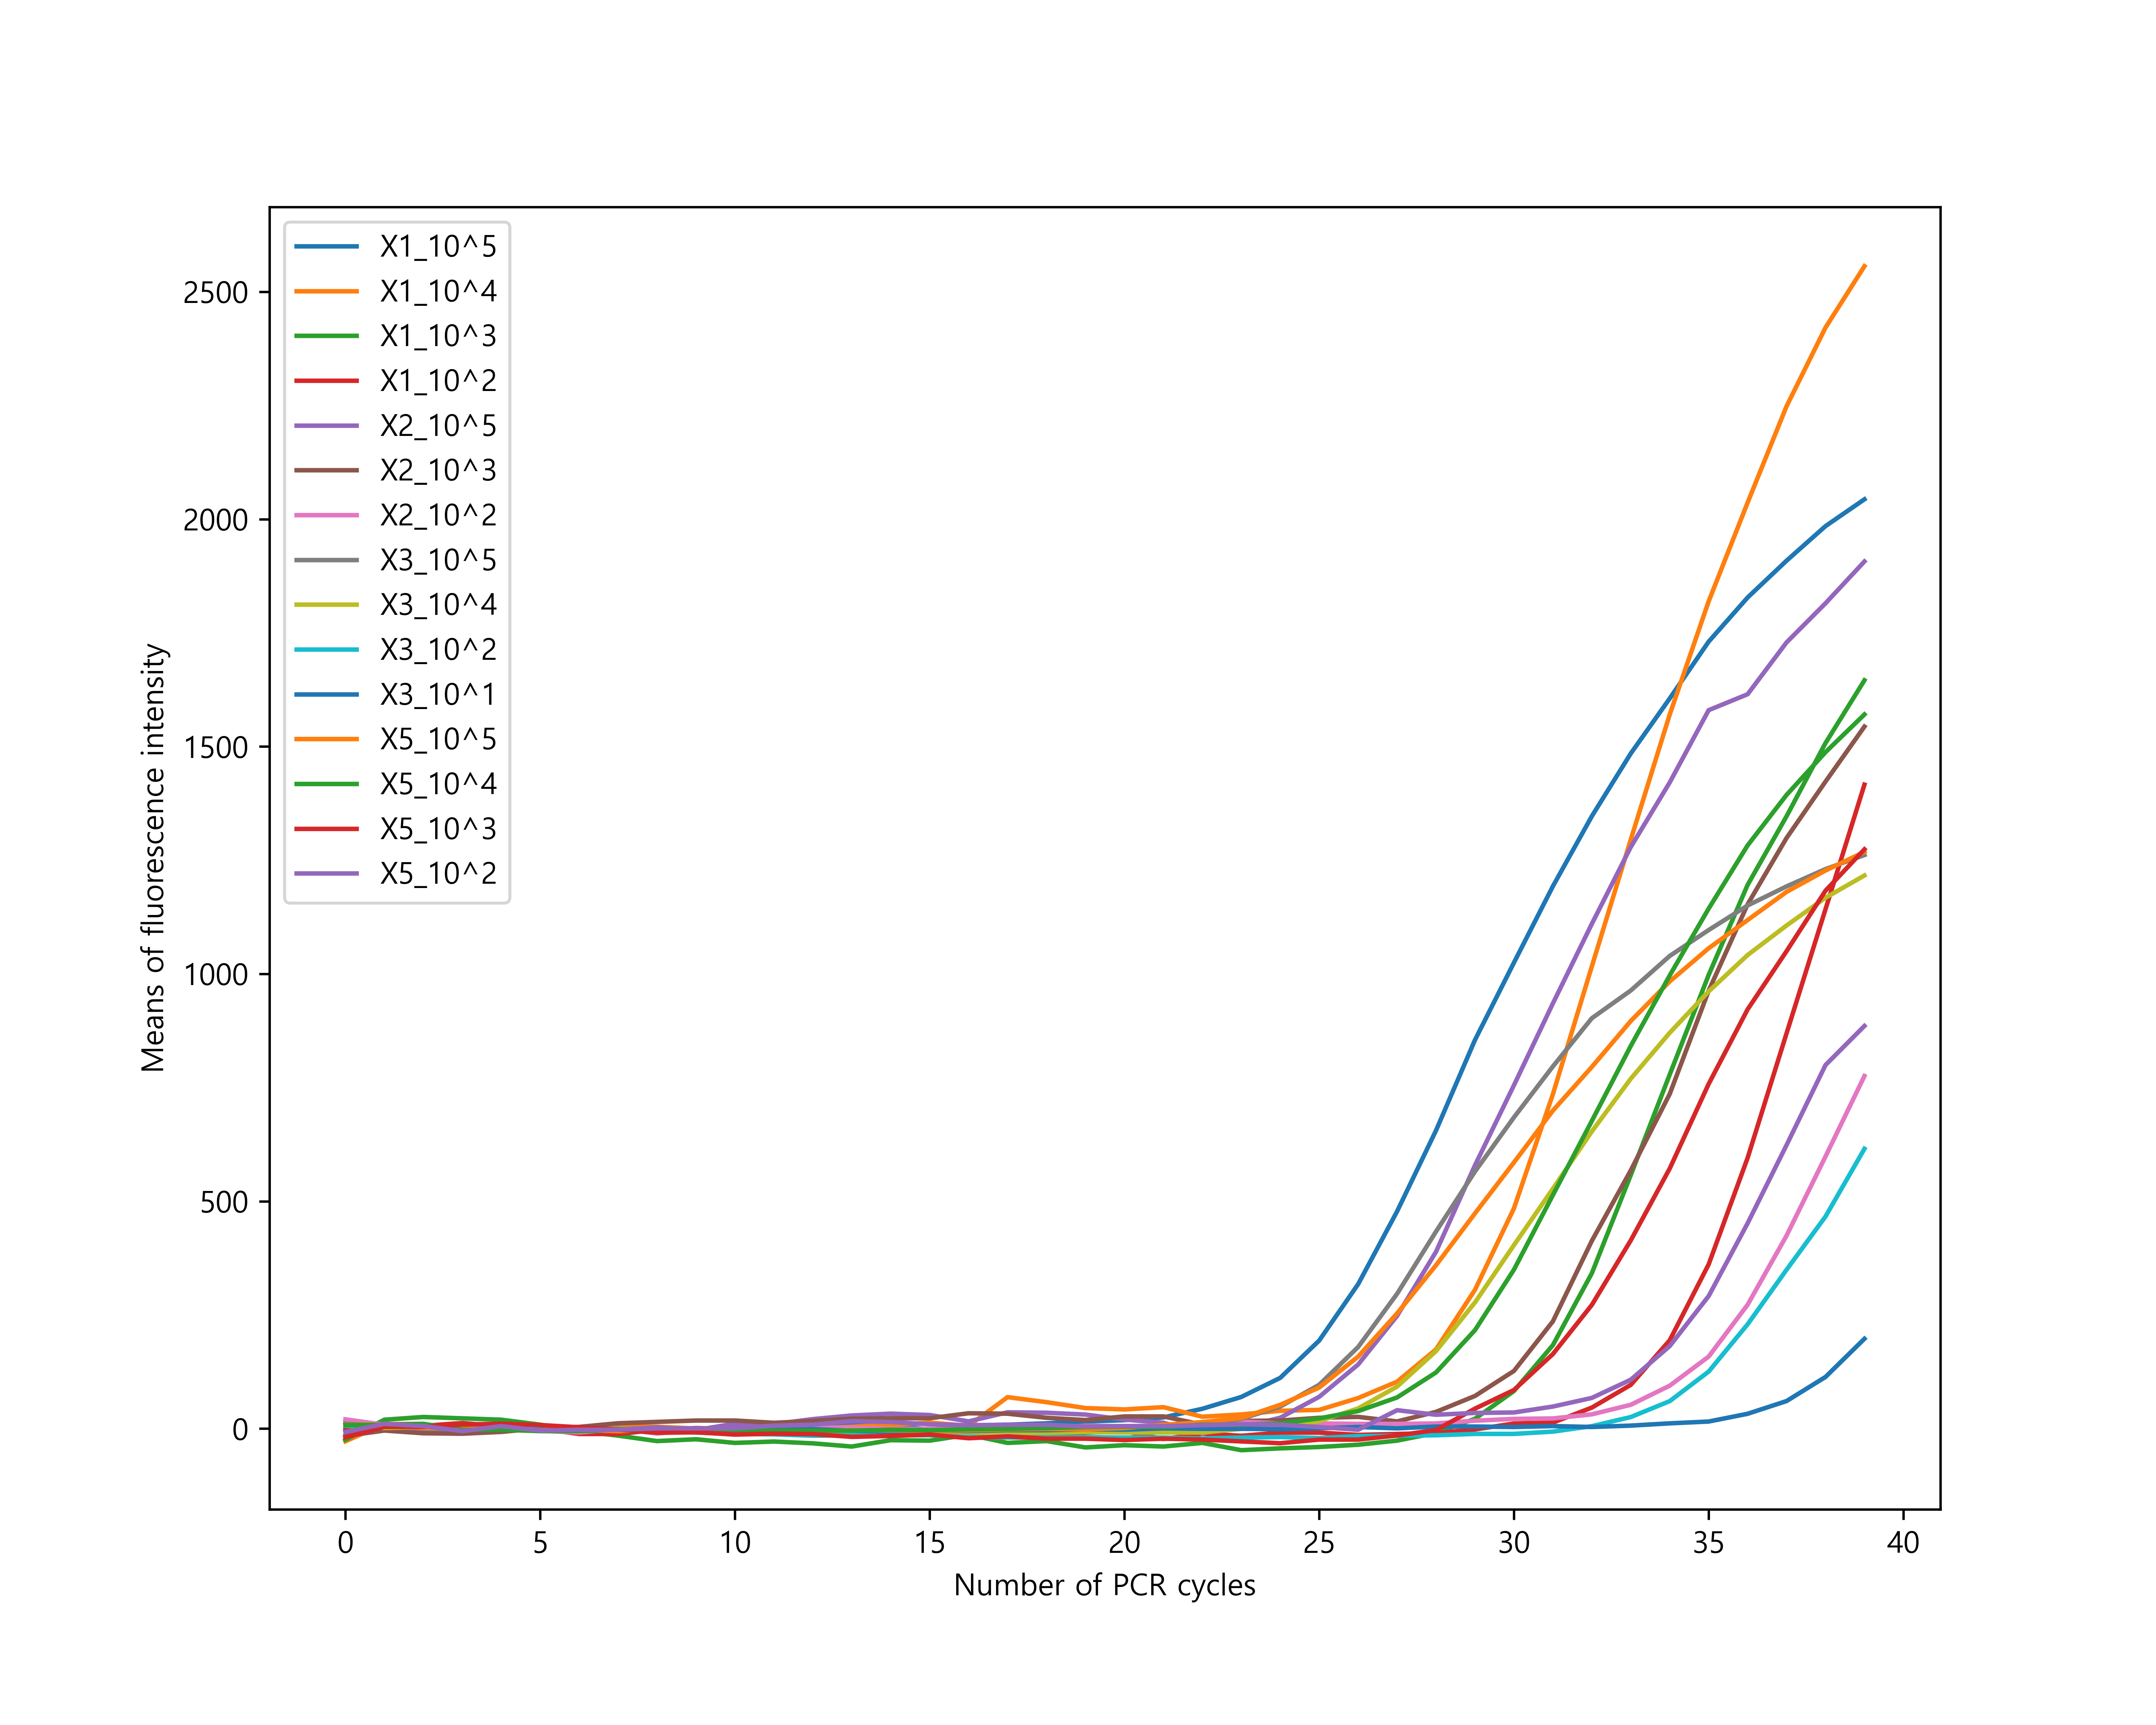 X1_10^5
X1_10^4
X1_10^3
X1_10^2
X2_10^5
X2_10^3
X2_10^2
X3_10^5
X3_10^4
X3_10^2
X3_10^1
X5_10^5
X5_10^4
X5_10^3
X5_10^2
Means of fluorescence intensity
2500
2000
1500
1000
500
0
0 5 10 15 20 25 30 35 40
Number of PCR cycles